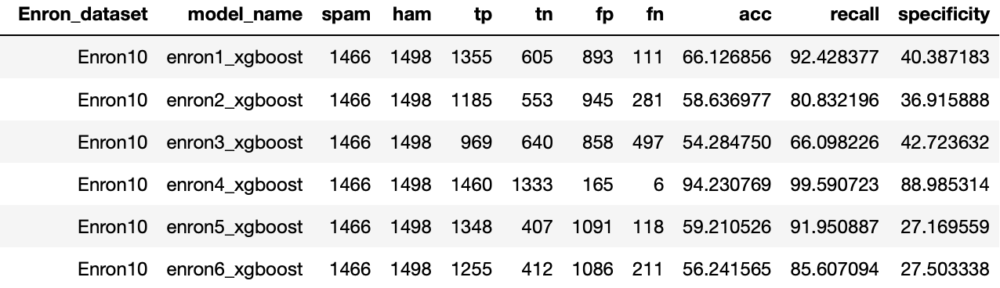 Enron_dataset model_name spam ham tp tn fp fn acc recall specificity
Enron10 enron1_xgboost 1466 1498 1355 605 893 111 66.126856 92.428377 40.387183
Enron10 enron2_xgboost 1466 1498 1185 553 945 281 58.636977 80.832196 36.915888
Enron10 enron3_xgboost 1466 1498 969 640 858 497 54.284750 66.098226 42.723632
Enron10 enron4_xgboost 1466 1498 1460 1333 165 6 94.230769 99.590723 88.985314
Enron10 enron5_xgboost 1466 1498 1348 407 1091 118 59.210526 91.950887 27.169559
Enron10 enron6_xgboost 1466 1498 1255 412 1086 211 56.241565 85.607094 27.503338